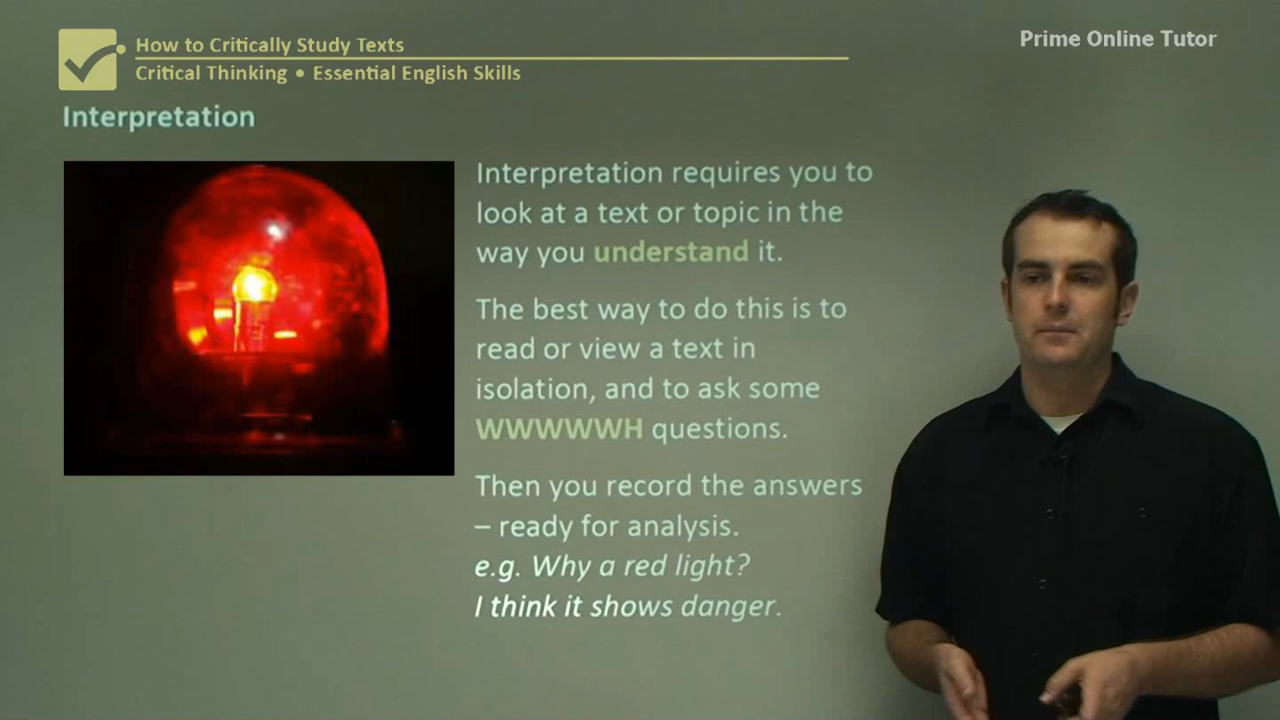 How to Critically Study Texts
Critical Thinking • Essential English Skills
Prime Online Tutor
Interpretation
Interpretation requires you to
look at a text or topic in the
way you understand it.
The best way to do this is to
read or view a text in
isolation, and to ask some
WWWWWH questions.
Then you record the answers
– ready for analysis.
e.g. Why a red light?
I think it shows danger.